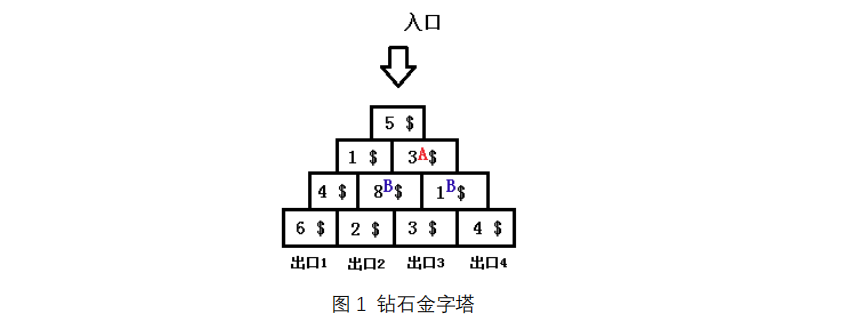 入口
5 $
1 $ 3A$
4 $ 8B$ 1B$
6 $ 2 $ 3 $ 4 $
出口1 出口2 出口3 出口4
图 1 钻石金字塔